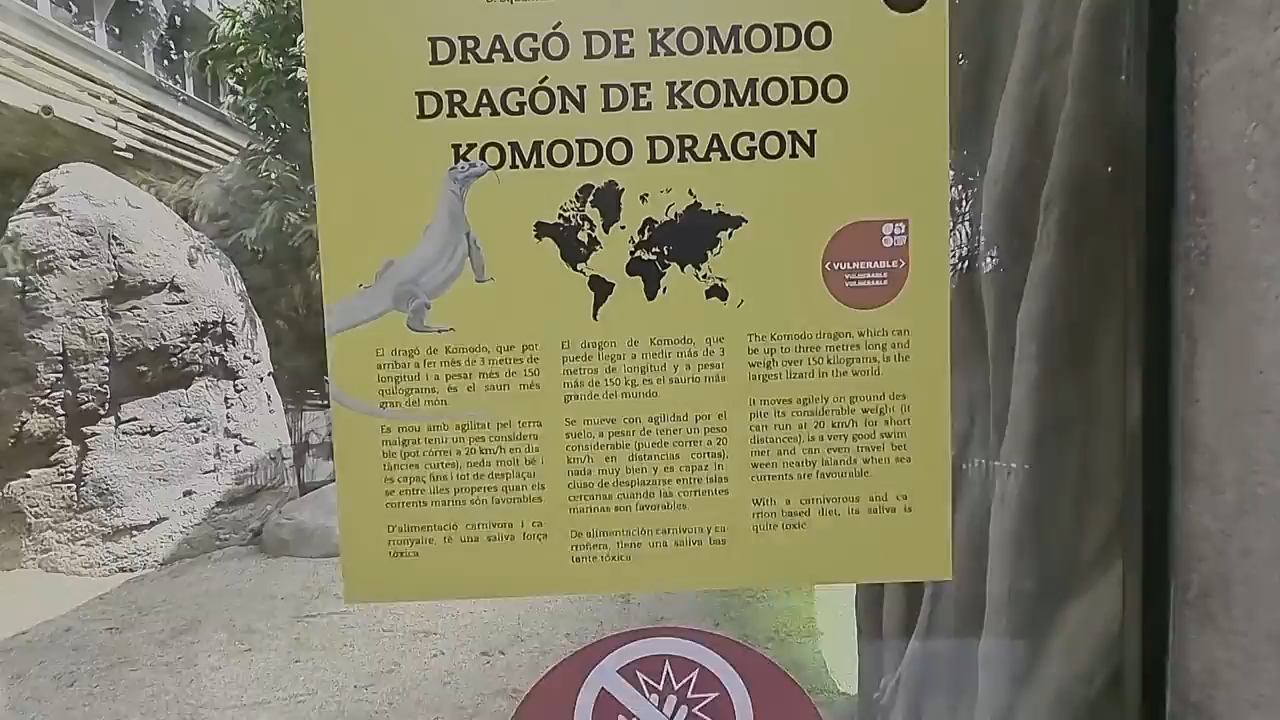 DRAGÓ DE KOMODO
DRAGÓN DE KOMODO
KOMODO DRAGON
VULNERABLE
VULNERABLE
VULNERABLE
El dragó de Komodo, que pot
arribar a fer més de 3 metres de
longitud i a pesar més de 150
quilograms, és el sauri més
gran del món.
Es mou amb agilitat pel terra
malgrat tenir un pes considera
ble (pot córrer a 20 km/h en dis
tàncies curtes), neda molt bé i
és capaç fins i tot de desplaçar
se entre illes properes quan els
corrents marins són favorables.
D'alimentació carnívora i ca
rronyaire, té una saliva força
tòxica
El dragon de Komodo, que
puede llegar a medir más de 3
metros de longitud y a pesar
más de 150 kg, es el saurio más
grande del mundo.
Se mueve con agilidad por el
suelo, a pesar de tener un peso
considerable (puede correr a 20
km/h en distancias cortas),
nada muy bien y es capaz in
cluso de desplazarse entre islas
cercanas cuando las corrientes
marinas son favorables.
De alimentación carnívora y ca
rroñera, tiene una saliva bas
tante tóxica
The Komodo dragon, which can
be up to three metres long and
weigh over 150 kilograms, is the
largest lizard in the world.
It moves agilely on ground des
pite its considerable weight (it
can run at 20 km/h for short
distances), is a very good swim
mer and can even travel bet
ween nearby islands when sea
currents are favourable.
With a carnivorous and ca
rrion based diet, its saliva is
quite toxic